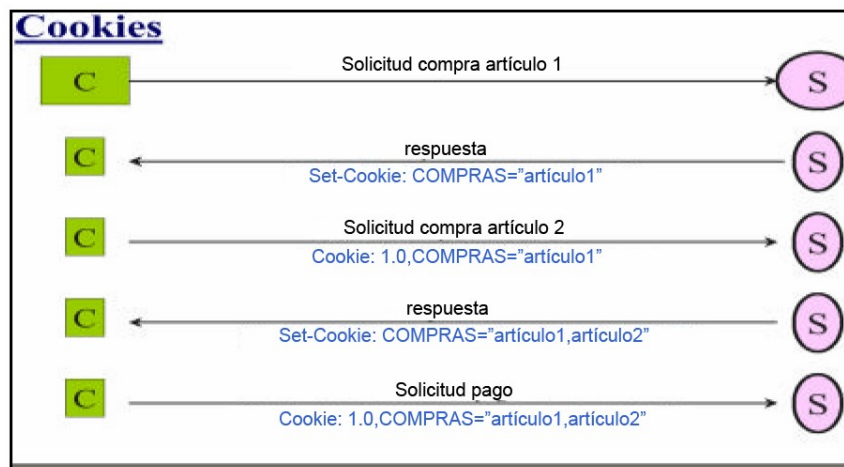 Cookies
C
Solicitud compra artículo 1
S
C
respuesta
Set-Cookie: COMPRAS=”artículo1”
S
C
Solicitud compra artículo 2
Cookie: 1.0,COMPRAS=”artículo1”
S
C
respuesta
Set-Cookie: COMPRAS=”artículo1,artículo2”
S
C
Solicitud pago
Cookie: 1.0,COMPRAS=”artículo1,artículo2”
S